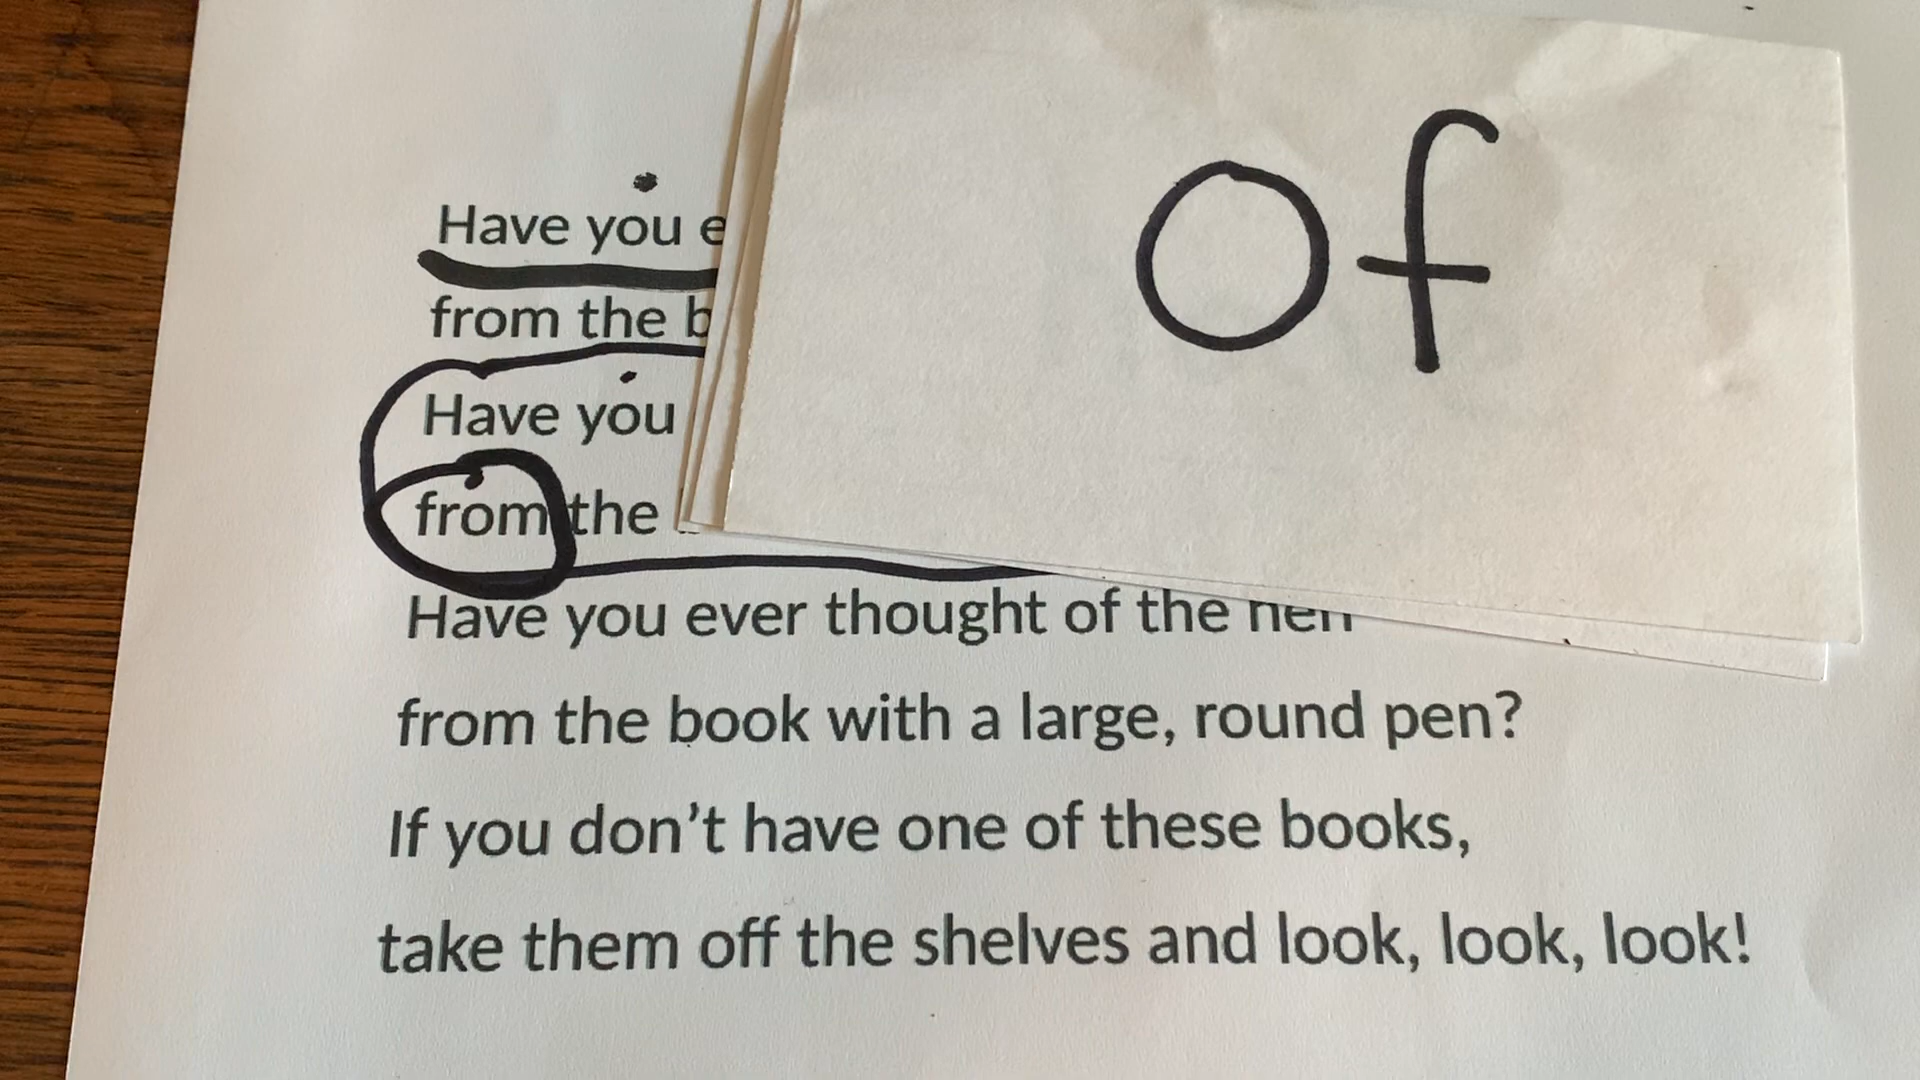 of
Have you
from the
Have you
from the
Have you ever thought of the hen
from the book with a large, round pen?
If you don't have one of these books,
take them off the shelves and look, look, look!